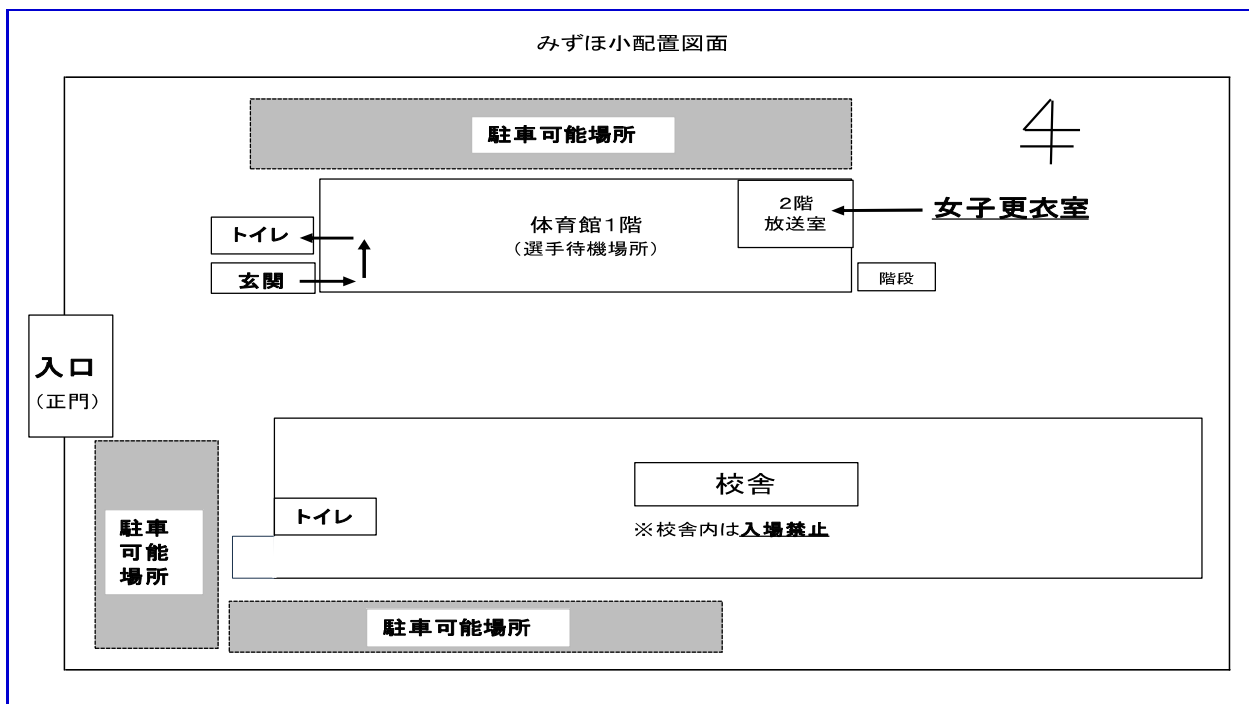 みずほ小配置図面
駐車可能場所
2階
放送室
女子更衣室
体育館1階
(選手待機場所)
トイレ
玄関
階段
入口
(正門)
校舎
※校舎内は入場禁止
トイレ
駐車
可能
場所
駐車可能場所